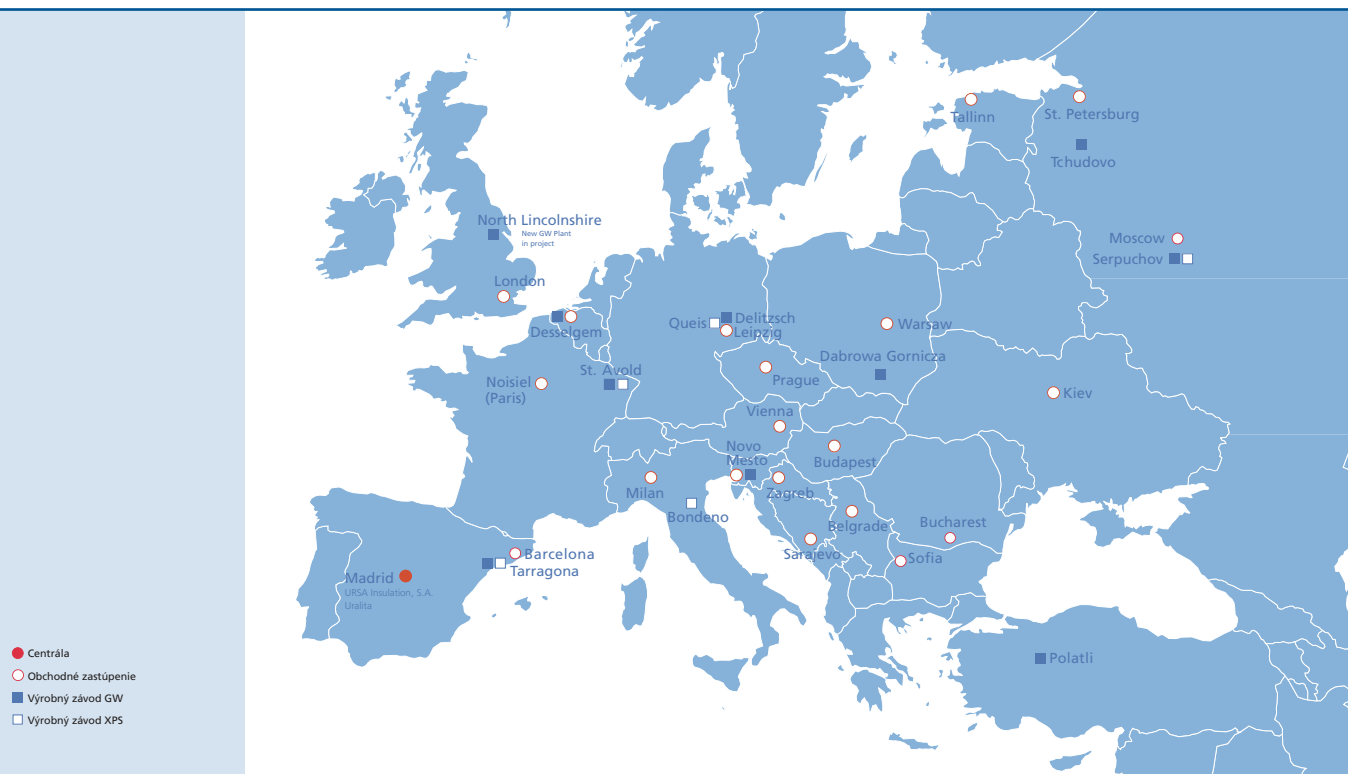 Tallinn
St. Petersburg
Tchudovo
North Lincolnshire
New GW Plant
in project
Moscow
Serpuchov
London
Desselgem
Queis
Delitzsch
Leipzig
Warsaw
Dabrowa Gornicza
St. Avold
Noisiel
(Paris)
Prague
Kiev
Vienna
Novo
Mesto
Budapest
Milan
Zagreb
Bondeno
Belgrade
Bucharest
Sarajevo
Sofia
Barcelona
Tarragona
Madrid
URSA Insulation, S.A.
Uralita
Polatli
Centrála
Obchodné zastúpenie
Výrobný závod GW
Výrobný závod XPS